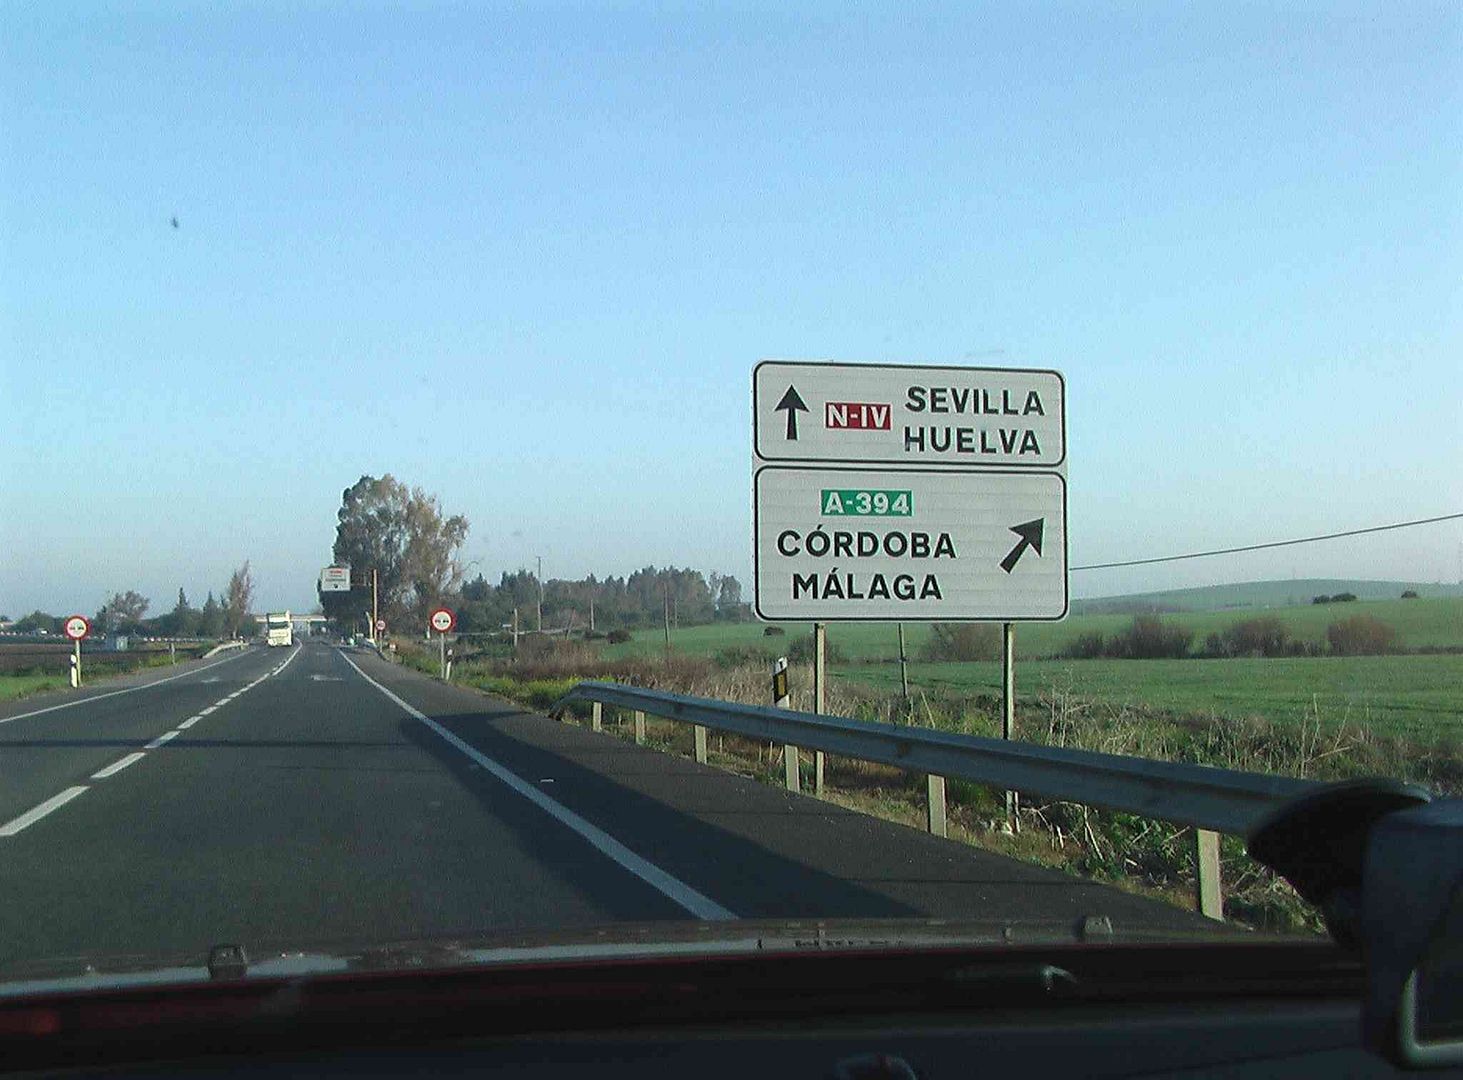 N-IV SEVILLA
HUELVA
A-394
CÓRDOBA
MÁLAGA